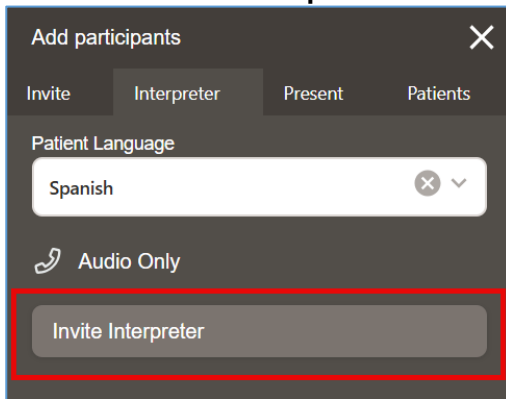 Add participants
Invite Interpreter Present Patients
Patient Language
Spanish
Audio Only
Invite Interpreter